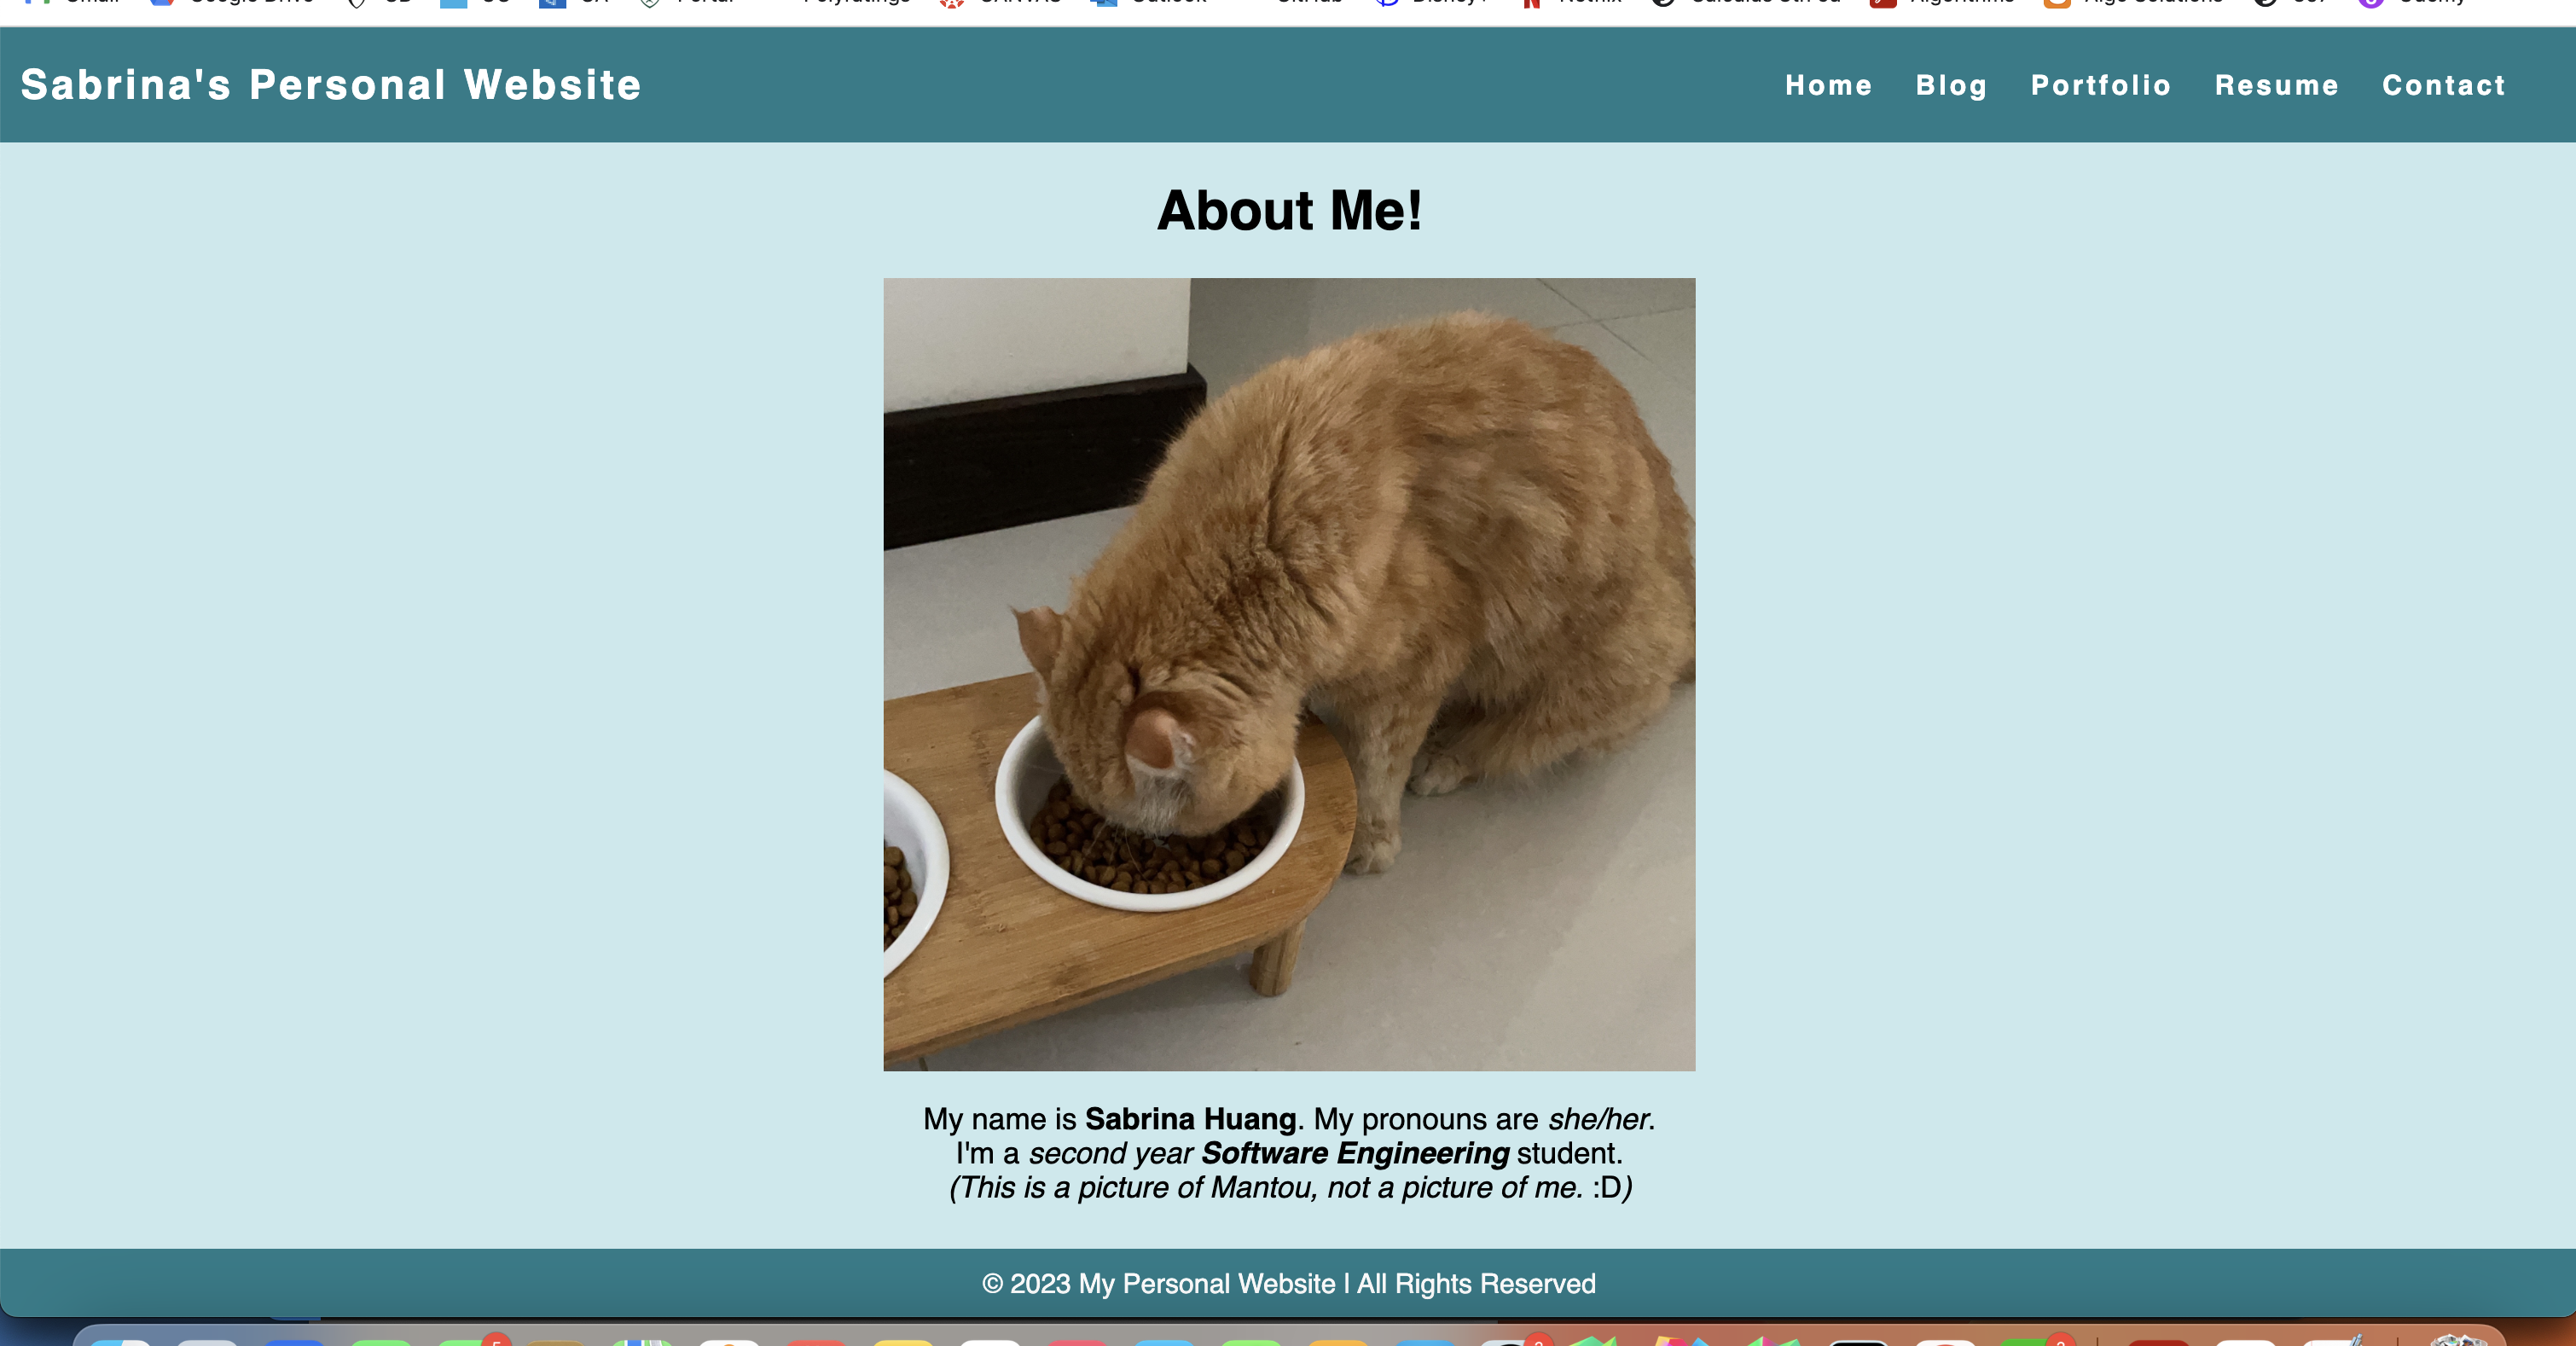 Sabrina's Personal Website
Home Blog Portfolio Resume Contact
About Me!
My name is Sabrina Huang. My pronouns are she/her.
I'm a second year Software Engineering student.
(This is a picture of Mantou, not a picture of me. :D)
© 2023 My Personal Website | All Rights Reserved